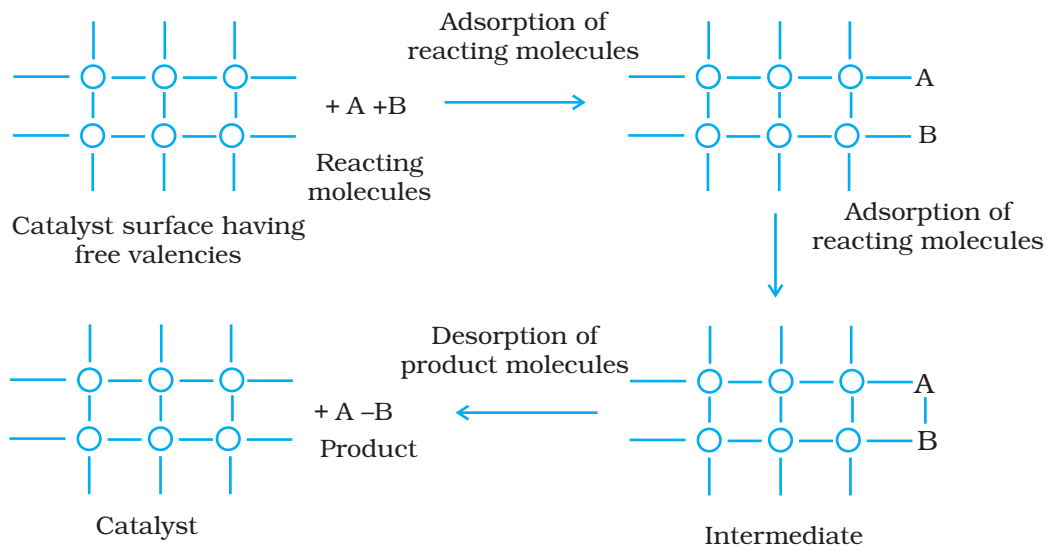 Adsorption of
reacting molecules
+ A +B
Reacting
molecules
Catalyst surface having
free valencies
A
B
Adsorption of
reacting molecules
A
B
Intermediate
Desorption of
product molecules
+ A –B
Product
Catalyst